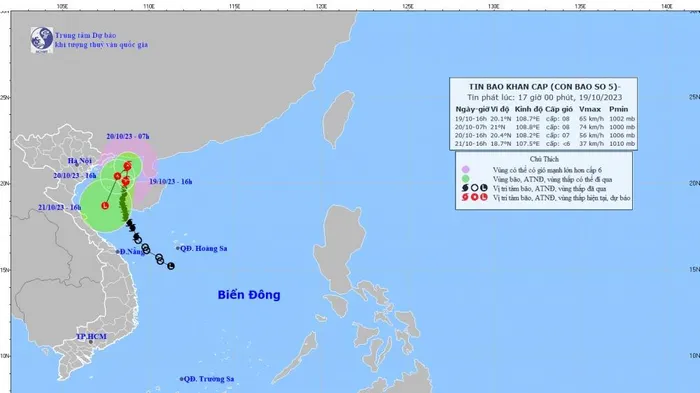 105E
110E
115E
120E
125E
130E
135E
140E
Trung tâm Dự báo
khí tượng thuỷ văn quốc gia
TIN BAO KHAN CAP (CON BAO SO 5)-
Tin phát lúc: 17 giờ 00 phút, 19/10/2023
Ngày-giờ Vĩ độ Kinh độ Cấp gió Vmax Pmin
19/10-16h 20.1°N 108.7°E cấp: 08 65 km/h 1002 mb
20/10-07h 21°N 108.8°E cấp: 08 74 km/h 1000 mb
20/10-16h 20.4°N 108.2°E cấp: 07 56 km/h 1006 mb
21/10-16h 18.7°N 107.5°E cấp: <6 37 km/h 1010 mb
Chú Thích
Vùng có thể có gió mạnh lớn hơn cấp 6
Vùng bão, ATNĐ, vùng thấp có thể đi qua
Vị trí tâm bão, ATNĐ, vùng thấp đã qua
Vị trí tâm bão, ATNĐ, vùng thấp hiện tại, dự báo
25N
20/10/23 - 07h
Hà Nội
20/10/23 - 16h
19/10/23 - 16h
20N
21/10/23 - 16h
QĐ. Hoàng Sa
Đ.Nẵng
15N
Biển Đông
TP.HCM
10N
QĐ. Trường Sa